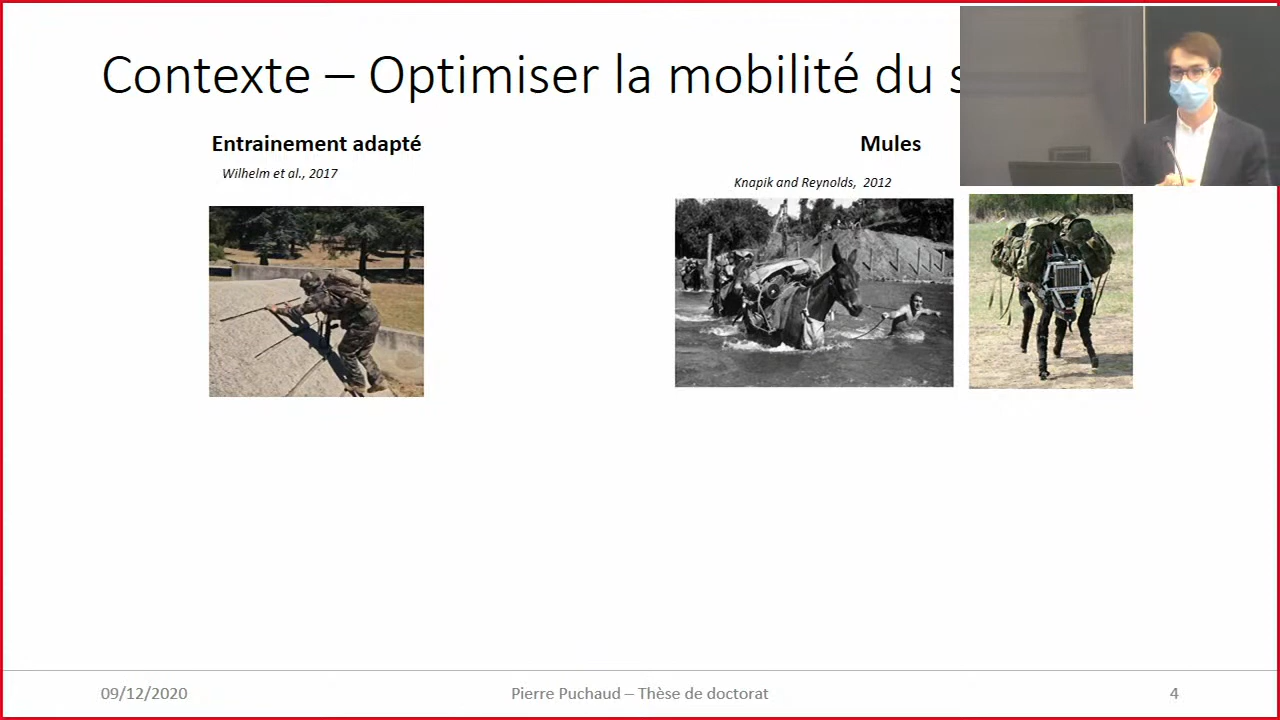 Contexte – Optimiser la mobilité du
Entrainement adapté
Wilhelm et al., 2017
Mules
Knapik and Reynolds, 2012
09/12/2020
Pierre Puchaud – Thèse de doctorat
4